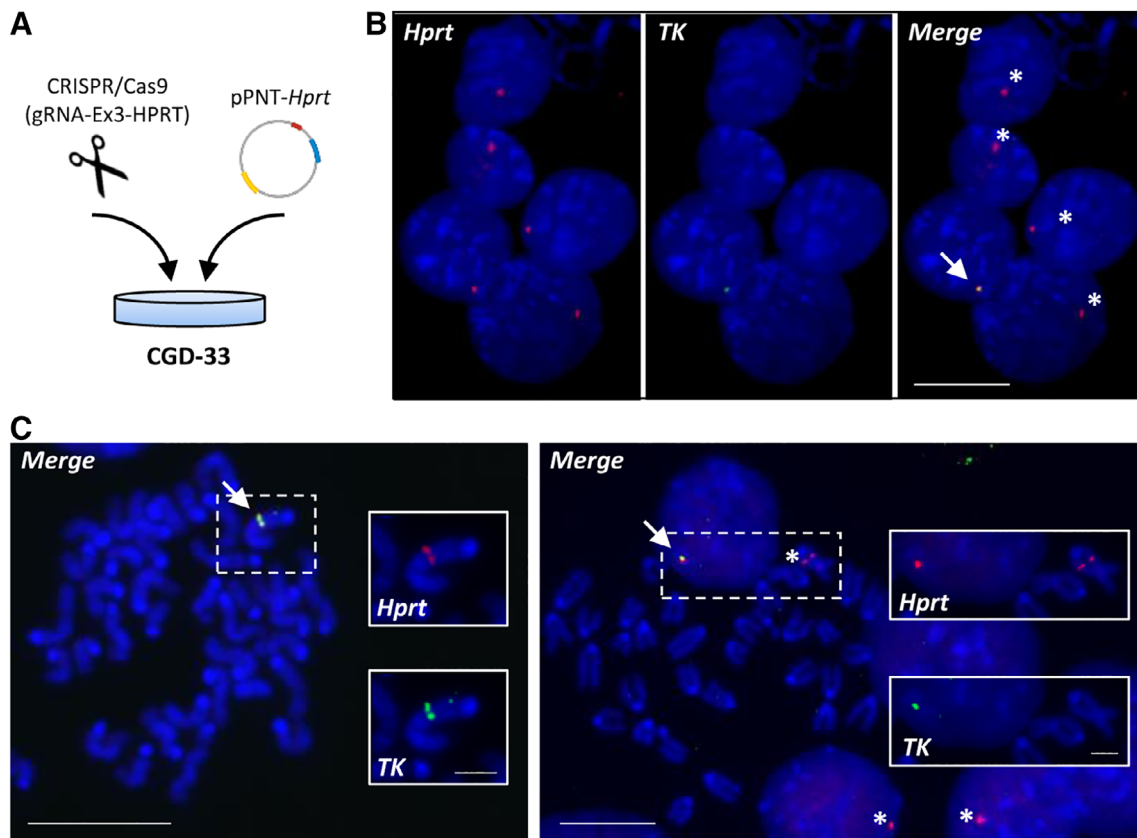 A
CRISPR/Cas9
(gRNA-Ex3-HPRT)
pPNT-Hprt
CGD-33
B
Hprt
TK
Merge
*
*
*
*
C
Merge
Hprt
TK
Merge
*
Hprt
TK
*
*